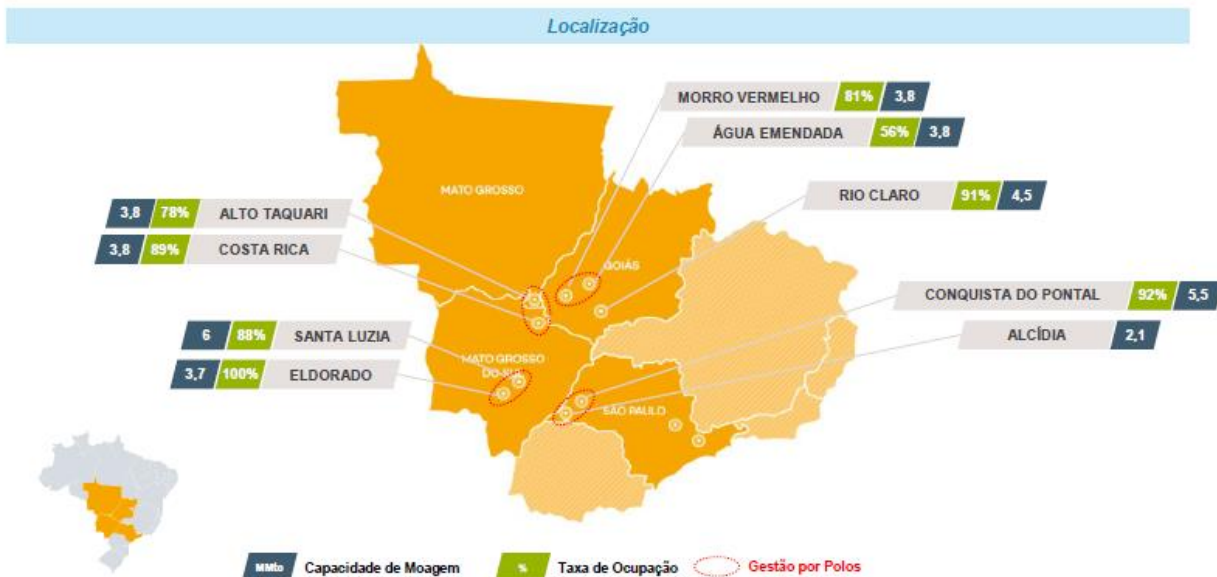 Localização
MORRO VERMELHO 81% 3,8
ÁGUA EMENDADA 56% 3,8
MATO GROSSO
RIO CLARO 91% 4,5
3,8 78% ALTO TAQUARI
3,8 89% COSTA RICA
GOIÁS
CONQUISTA DO PONTAL 92% 5,5
ALCÍDIA 2,1
6 88% SANTA LUZIA
3,7 100% ELDORADO
MATO GROSSO
DO SUL
SÃO PAULO
MMto Capacidade de Moagem % Taxa de Ocupação Gestão por Polos